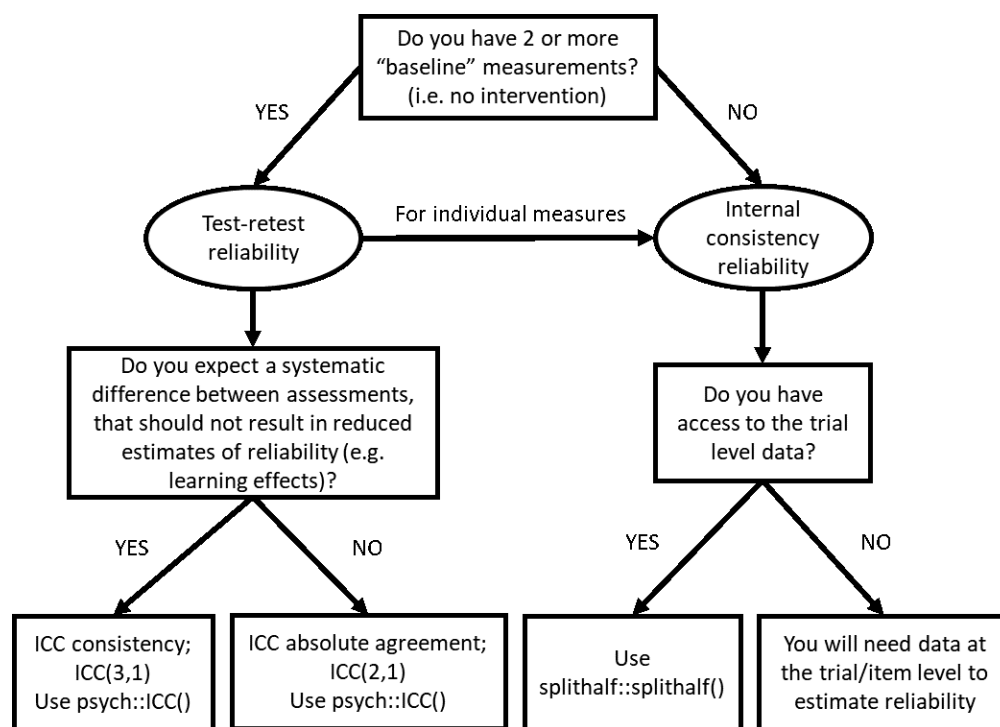 Do you have 2 or more
“baseline” measurements?
(i.e. no intervention)
YES
NO
Test-retest
reliability
For individual measures
Internal
consistency
reliability
Do you expect a systematic
difference between assessments,
that should not result in reduced
estimates of reliability (e.g.
learning effects)?
Do you have
access to the trial
level data?
YES
NO
YES
NO
ICC consistency;
ICC(3,1)
Use psych::ICC()
ICC absolute agreement;
ICC(2,1)
Use psych::ICC()
Use
splithalf::splithalf()
You will need data at
the trial/item level to
estimate reliability